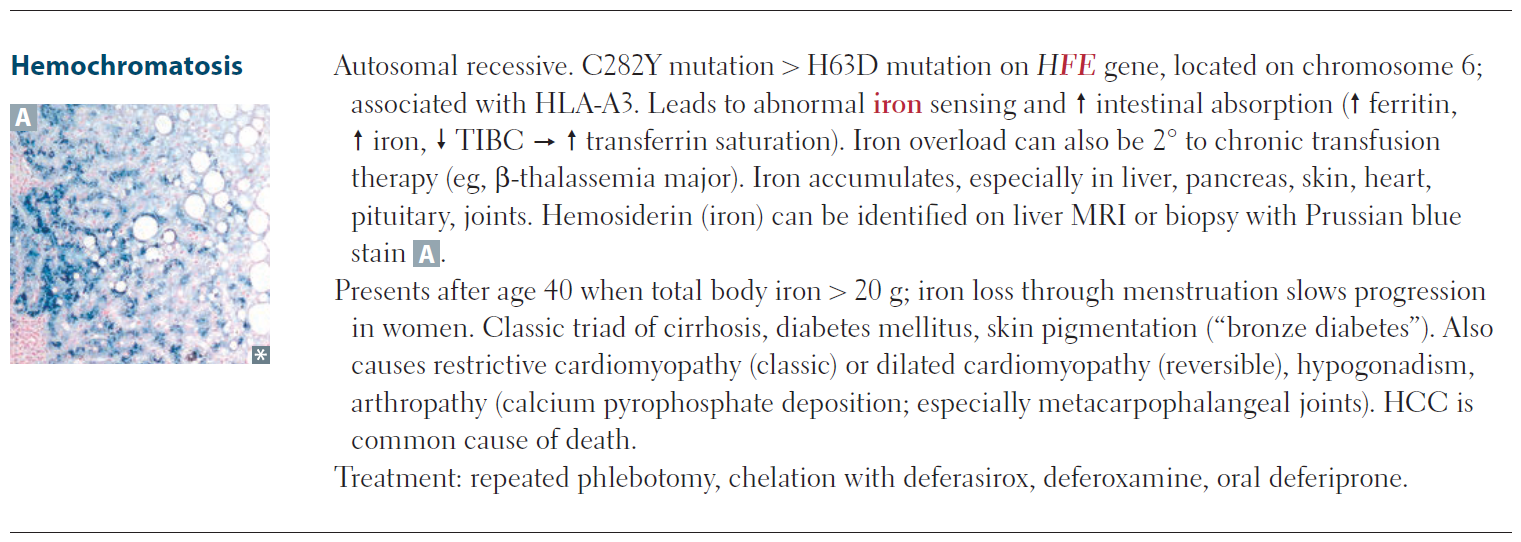 Hemochromatosis
A
*
Autosomal recessive. C282Y mutation > H63D mutation on HFE gene, located on chromosome 6;
associated with HLA-A3. Leads to abnormal iron sensing and ↑ intestinal absorption (↑ ferritin,
↑ iron, ↓ TIBC → ↑ transferrin saturation). Iron overload can also be 2° to chronic transfusion
therapy (eg, β-thalassemia major). Iron accumulates, especially in liver, pancreas, skin, heart,
pituitary, joints. Hemosiderin (iron) can be identified on liver MRI or biopsy with Prussian blue
stain A.
Presents after age 40 when total body iron > 20 g; iron loss through menstruation slows progression
in women. Classic triad of cirrhosis, diabetes mellitus, skin pigmentation (“bronze diabetes”). Also
causes restrictive cardiomyopathy (classic) or dilated cardiomyopathy (reversible), hypogonadism,
arthropathy (calcium pyrophosphate deposition; especially metacarpophalangeal joints). HCC is
common cause of death.
Treatment: repeated phlebotomy, chelation with deferasirox, deferoxamine, oral deferiprone.